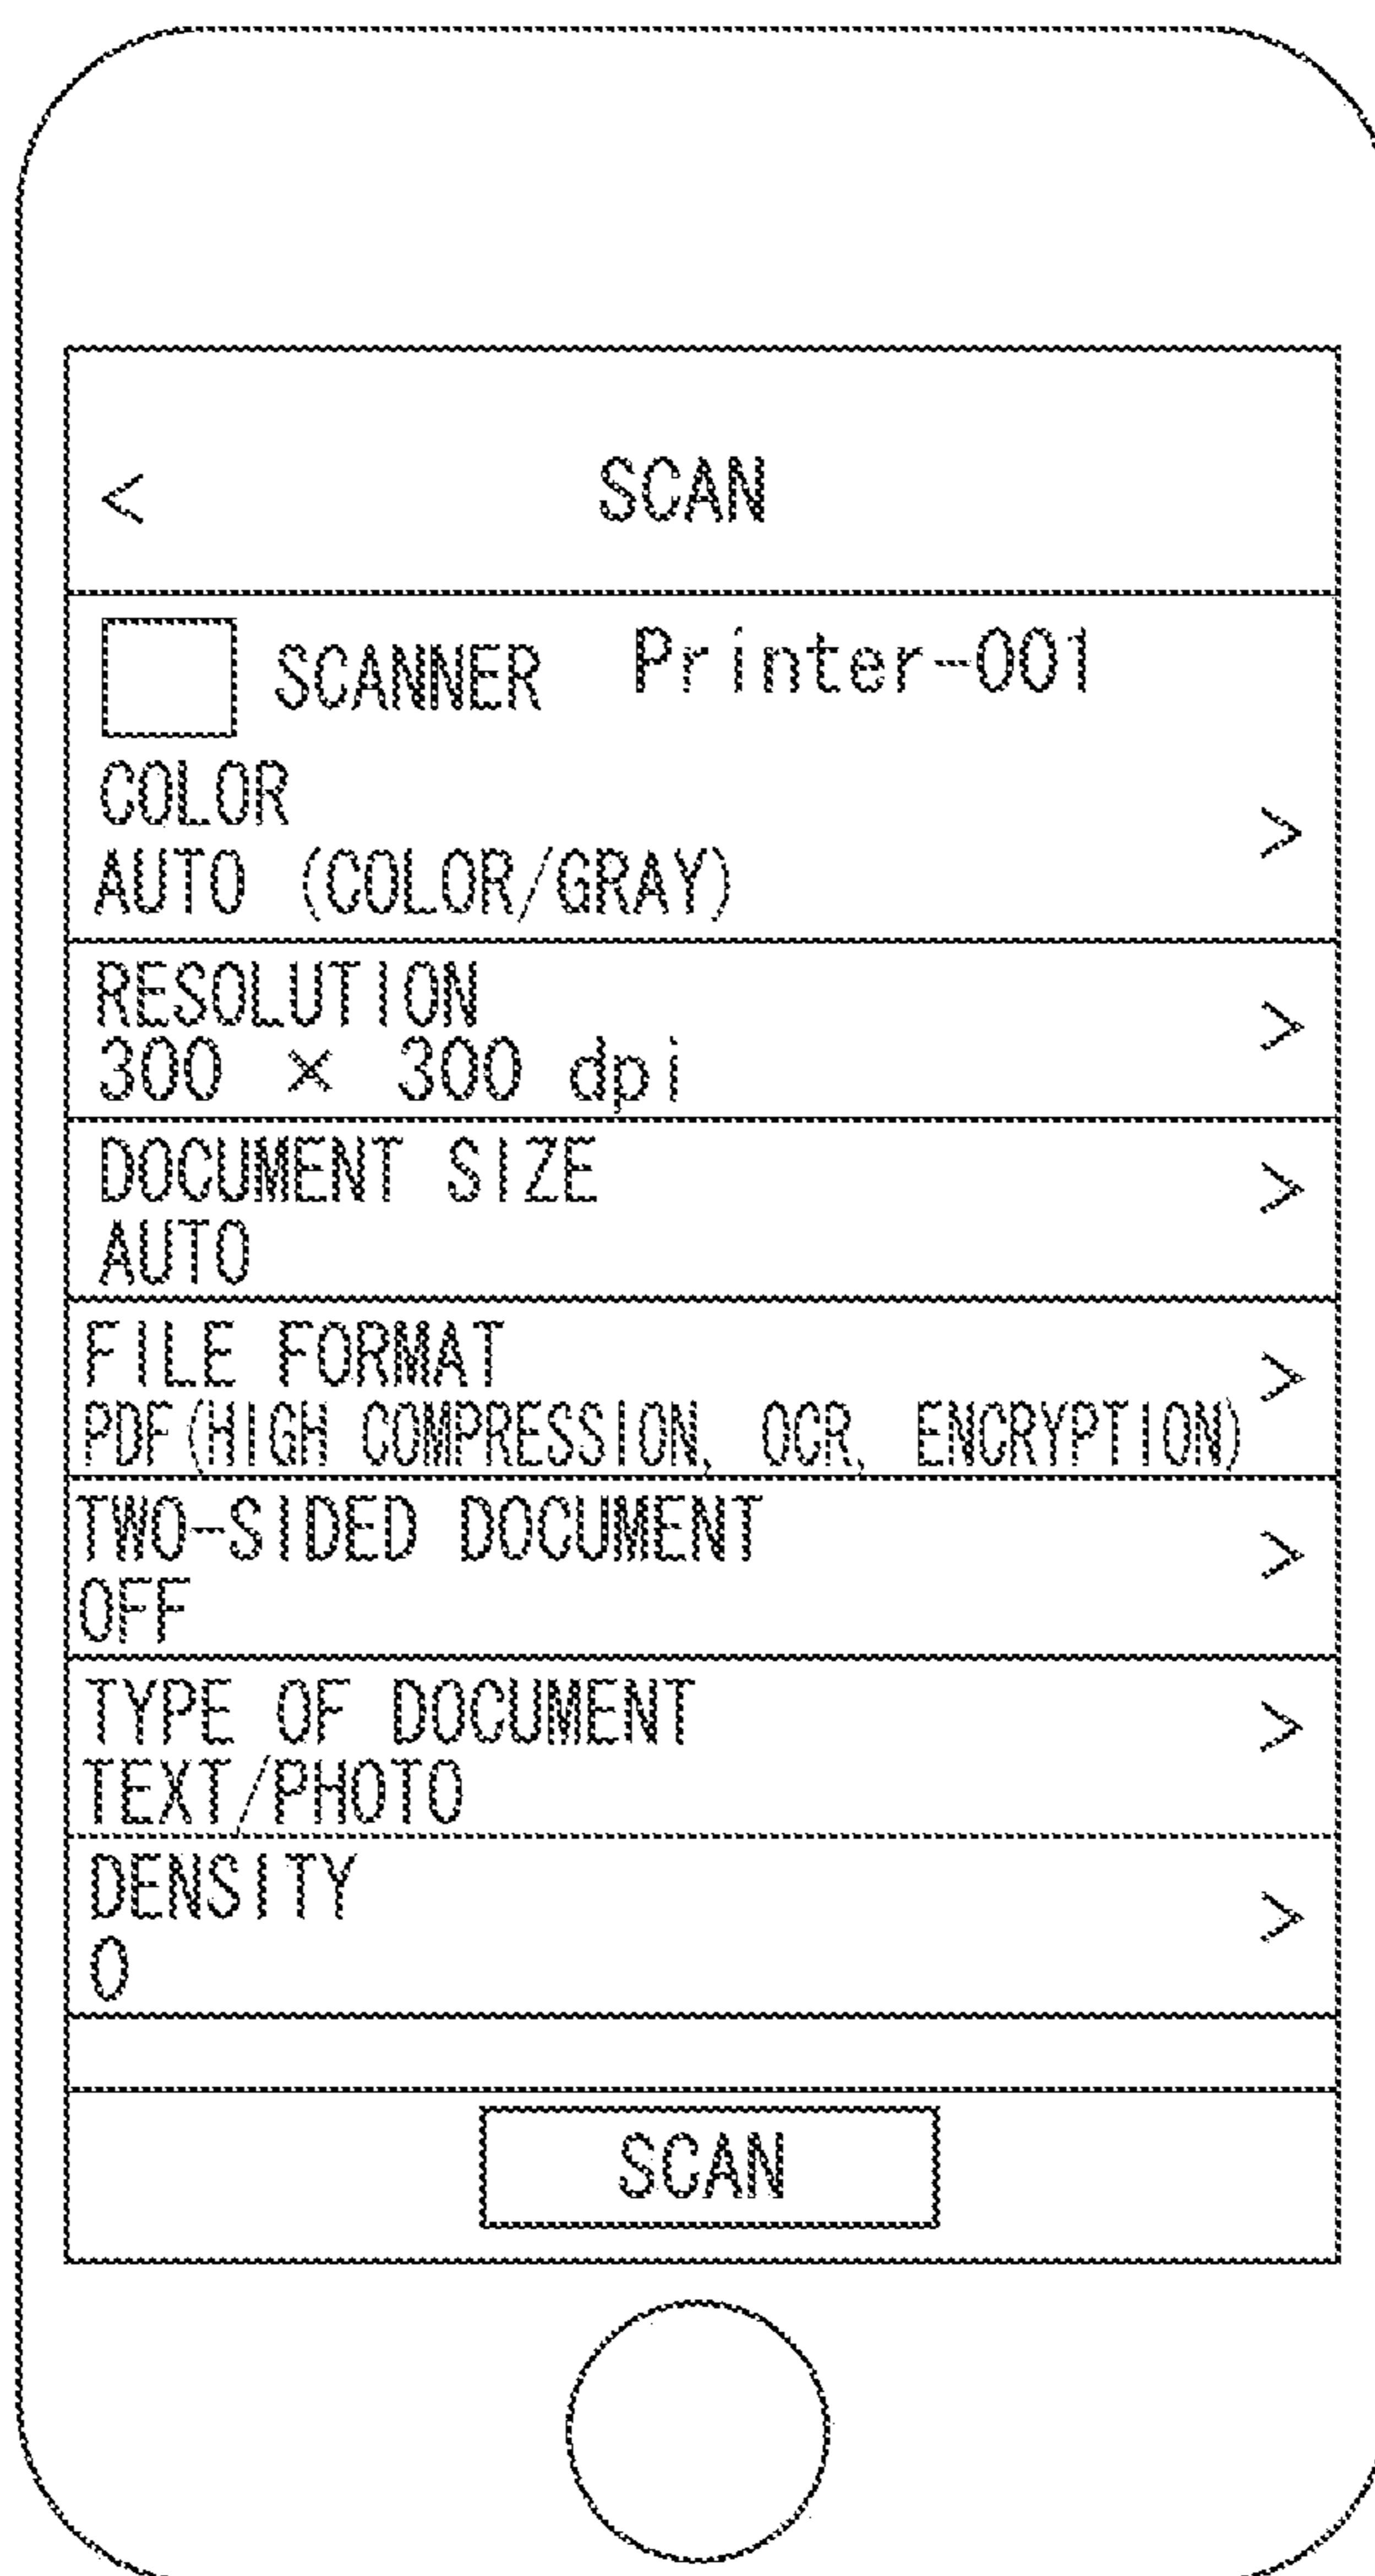 < SCAN
SCANNER Printer-001
COLOR
AUTO (COLOR/GRAY) >
RESOLUTION >
300 × 300 dpi
DOCUMENT SIZE >
AUTO
FILE FORMAT >
PDF(HIGH COMPRESSION, OCR, ENCRYPTION)
TWO-SIDED DOCUMENT >
OFF
TYPE OF DOCUMENT >
TEXT/PHOTO
DENSITY >
0
SCAN